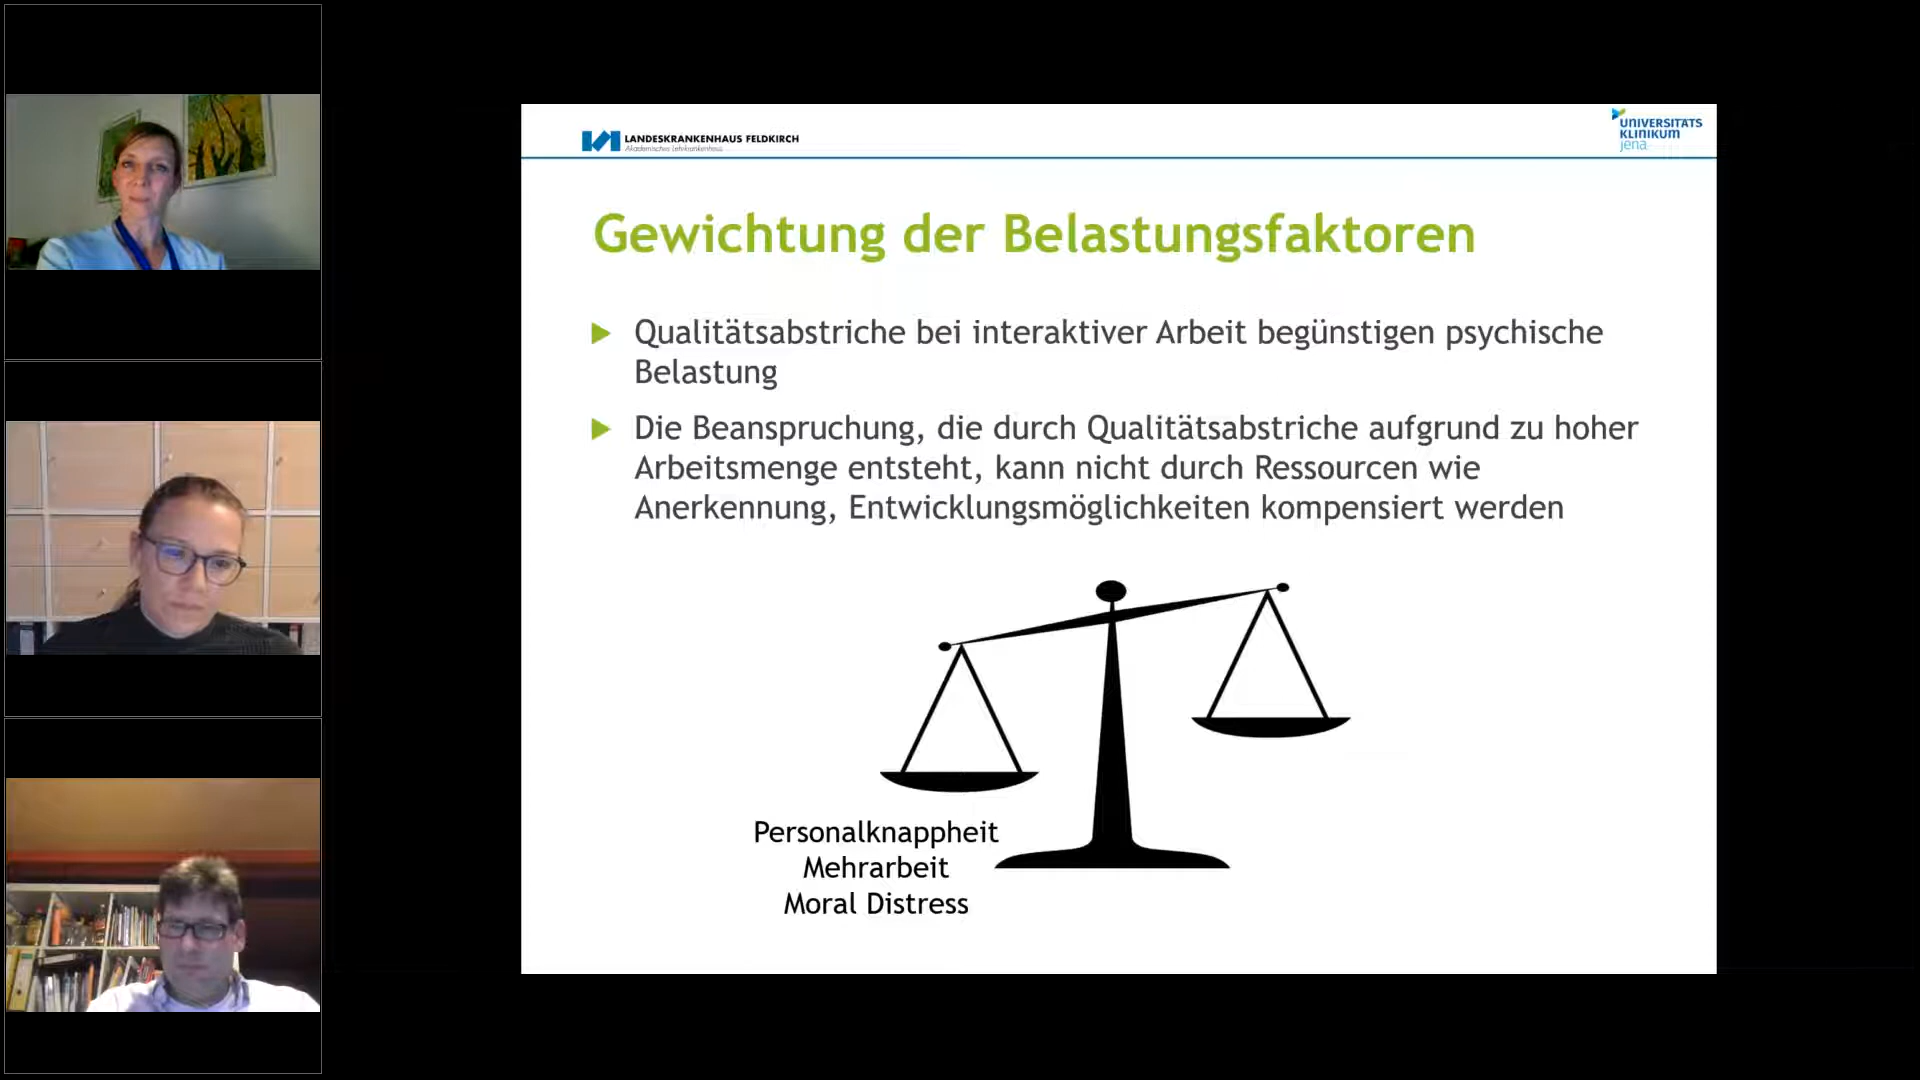 LANDESKRANKENHAUS FELDKIRCH
Akademisches Lehrkrankenhaus
UNIVERSITÄTS
KLINIKUM
jena
Gewichtung der Belastungsfaktoren
Qualitätsabstriche bei interaktiver Arbeit begünstigen psychische
Belastung
Die Beanspruchung, die durch Qualitätsabstriche aufgrund zu hoher
Arbeitsmenge entsteht, kann nicht durch Ressourcen wie
Anerkennung, Entwicklungsmöglichkeiten kompensiert werden
Personalknappheit
Mehrarbeit
Moral Distress